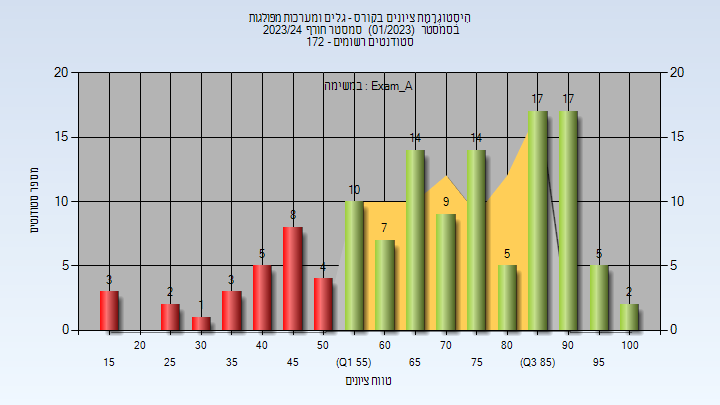 היסטוגרמת ציונים בקורס - גלים ומערכות מפולגות
בסמסטר (01/2023) סמסטר חורף 2023/24
סטודנטים רשומים - 172
במשימה : Exam_A
מספר סטודנטים
20 20
15 15
10 10
5 5
0 0
3 2 1 3 5 8 4 10 7 14 9 14 5 17 17 5 2
20 30 40 50 60 70 80 90 100
15 25 35 45 (Q1 55) 65 75 (Q3 85) 95
טווח ציונים